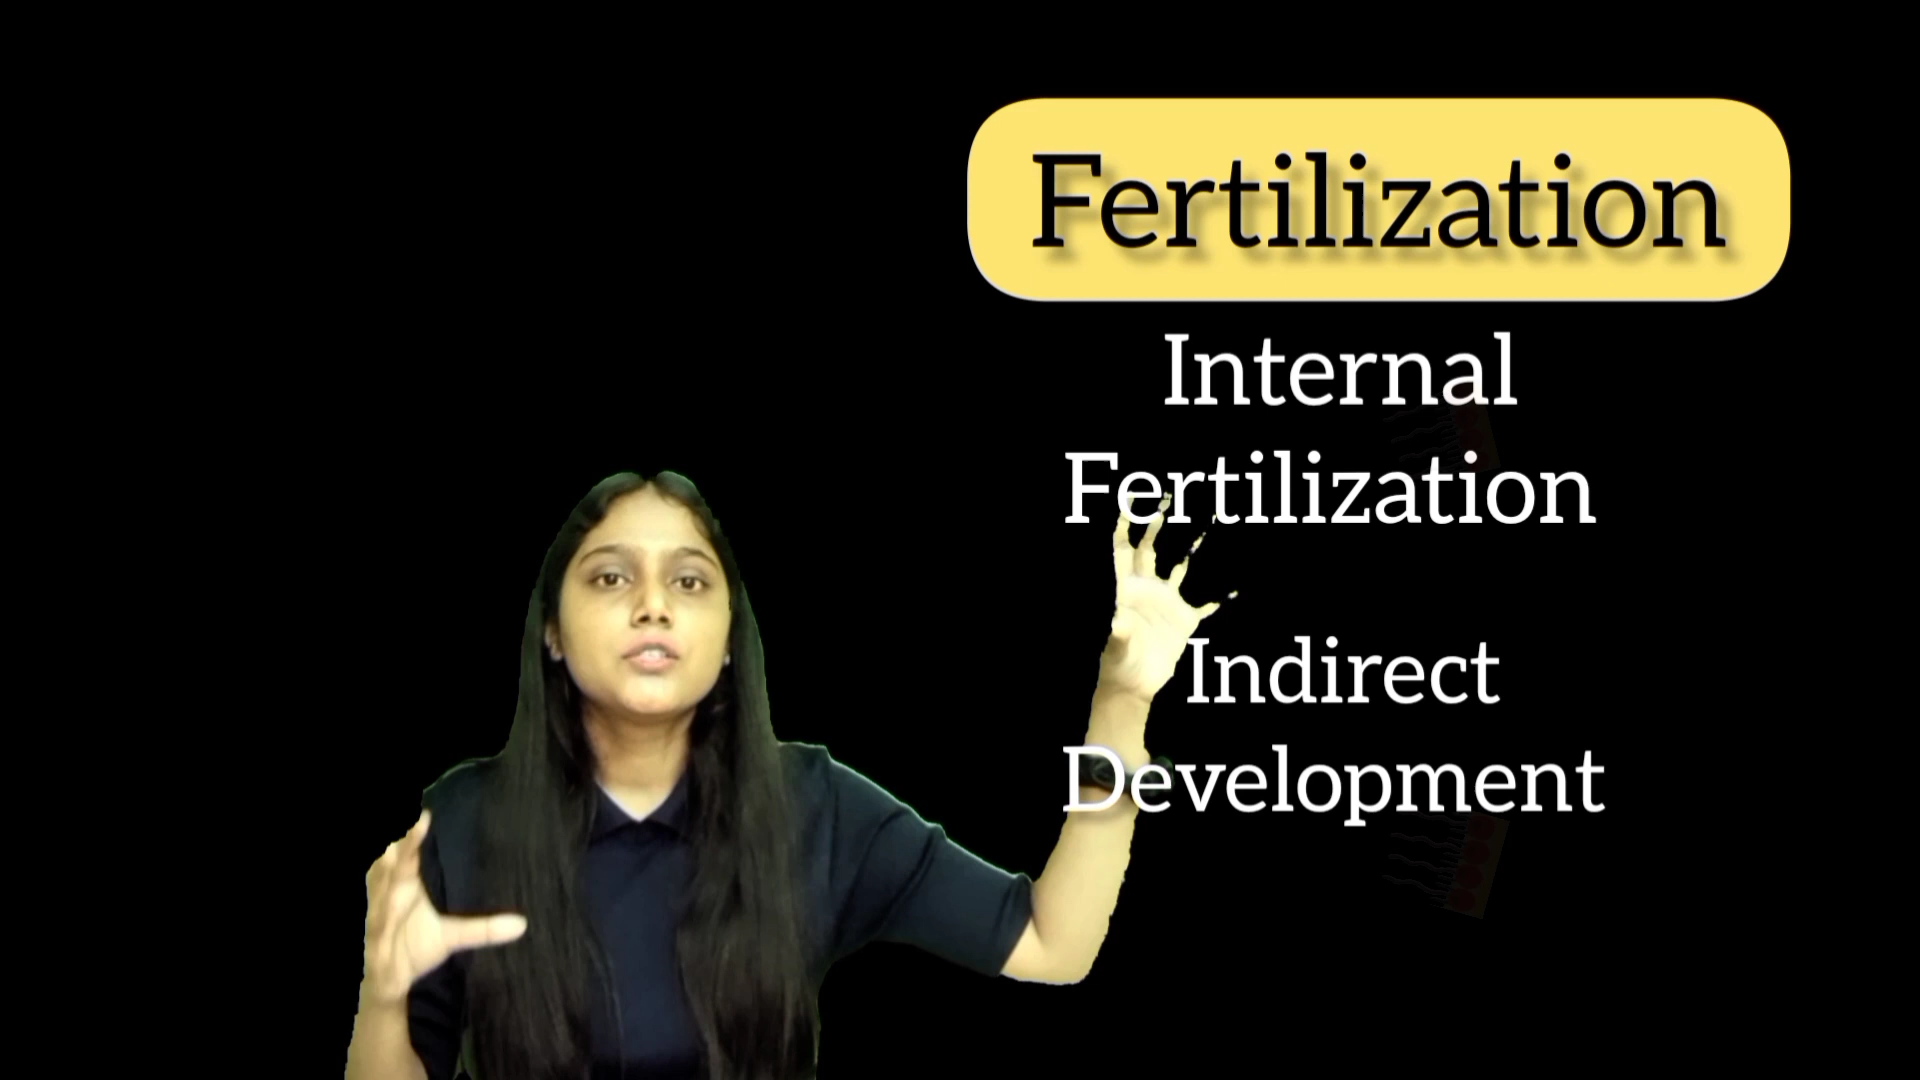 Fertilization
Internal
Fertilization
Indirect
Development